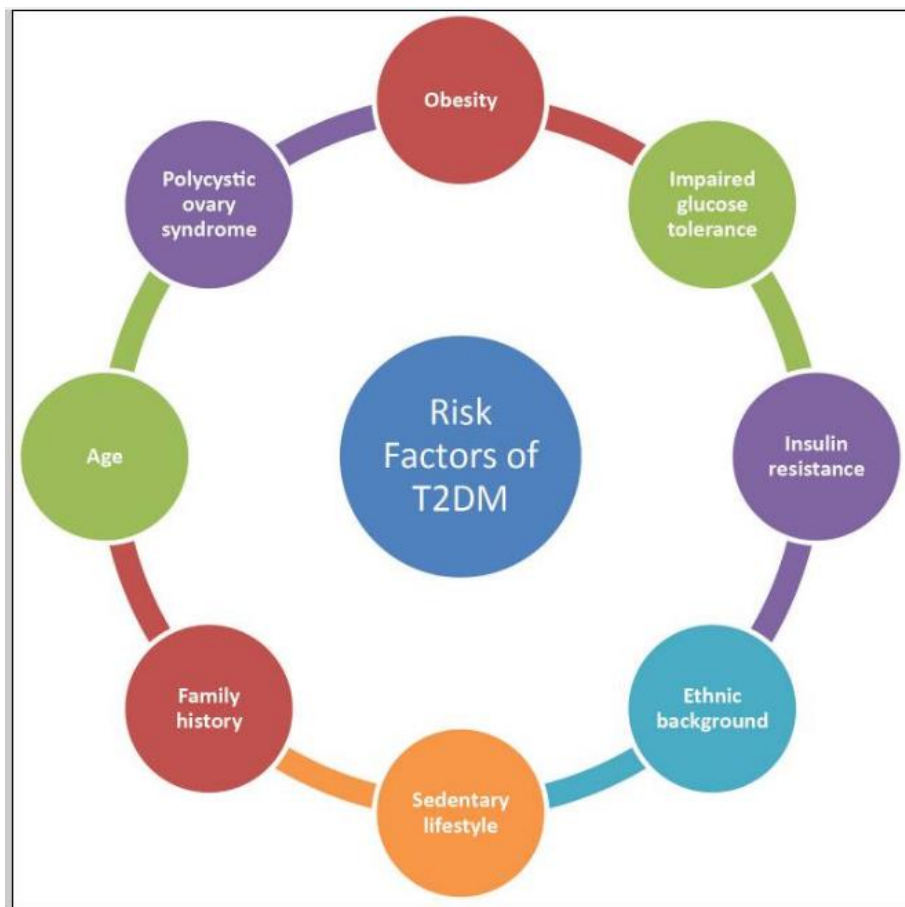 Obesity
Impaired
glucose
tolerance
Insulin
resistance
Ethnic
background
Sedentary
lifestyle
Family
history
Age
Polycystic
ovary
syndrome
Risk
Factors of
T2DM